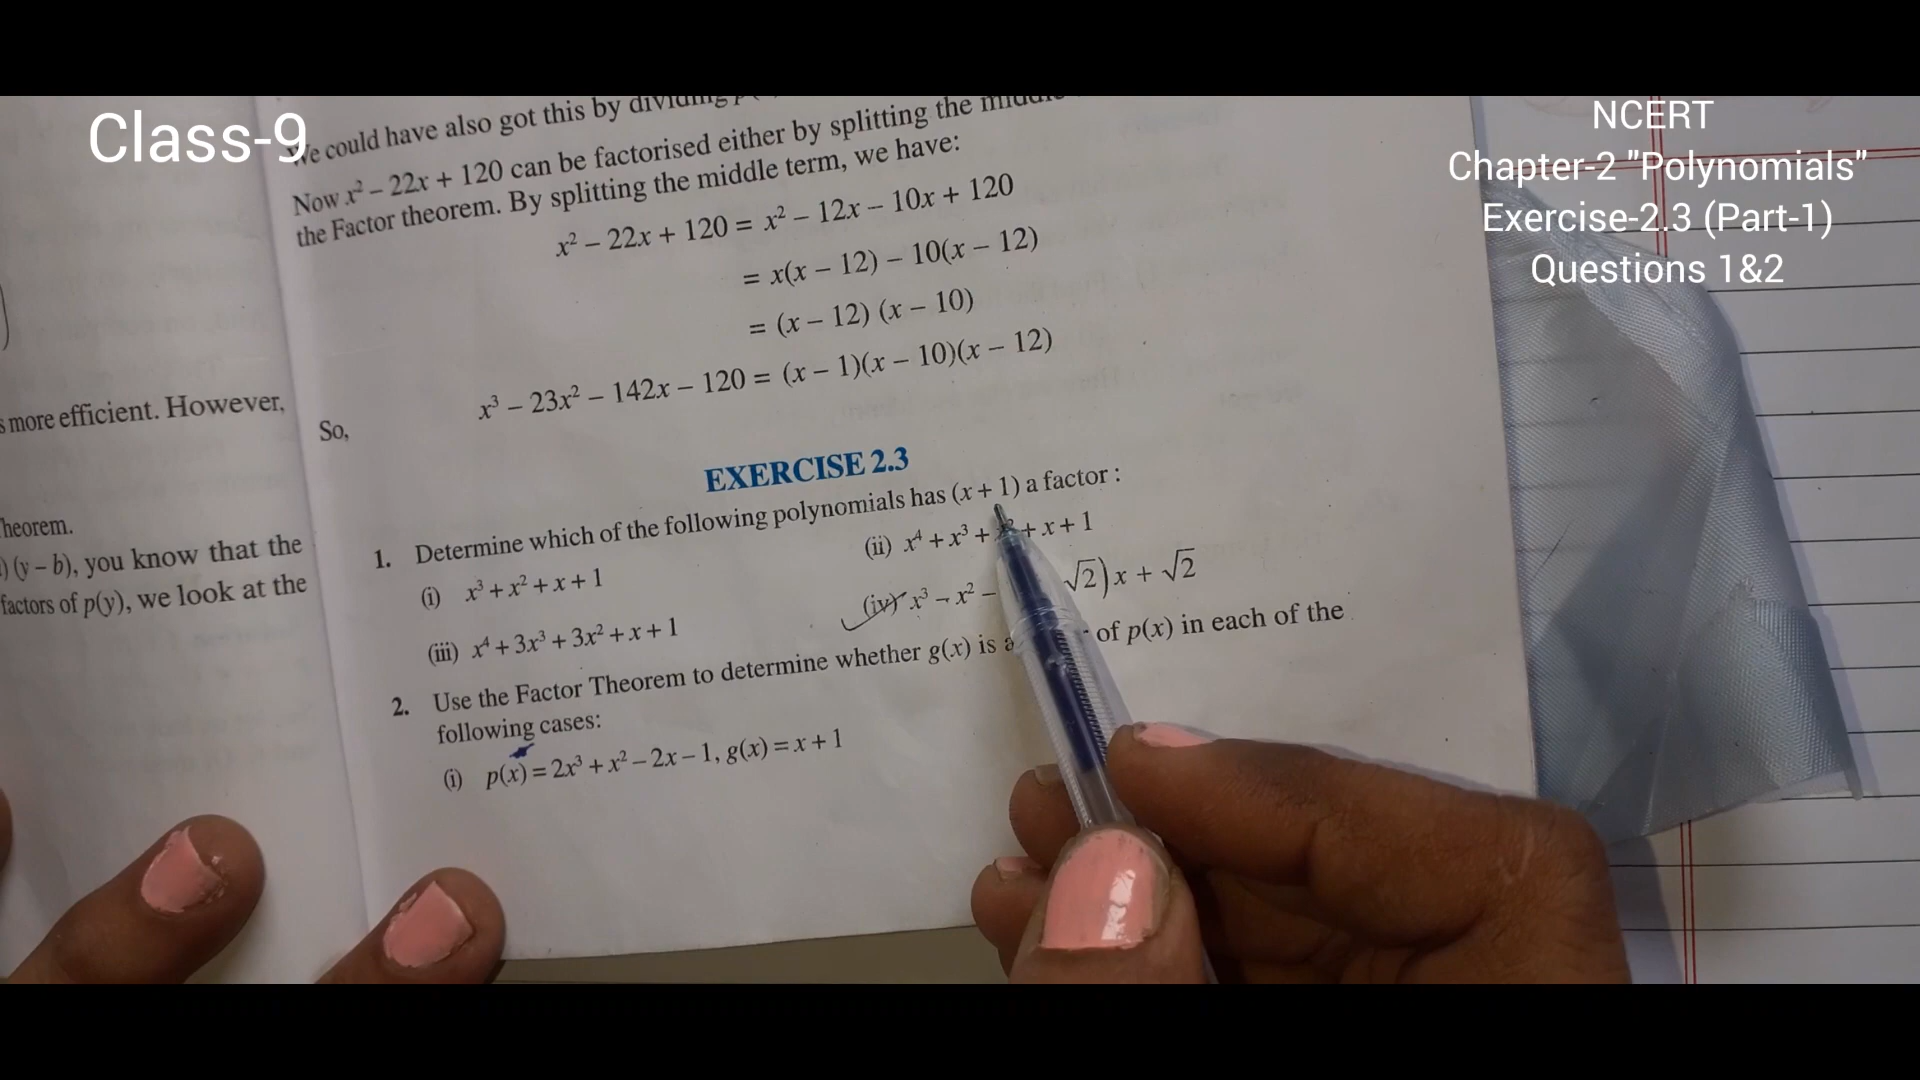 Class-9
NCERT
Chapter-2 "Polynomials"
Exercise-2.3 (Part-1)
Questions 1&2
We could have also got this by dividing
Now x² – 22x + 120 can be factorised either by splitting the middle
the Factor theorem. By splitting the middle term, we have:
x² – 22x + 120 = x² – 12x – 10x + 120
= x(x – 12) – 10(x – 12)
= (x – 12) (x – 10)
So, x³ – 23x² – 142x – 120 = (x – 1)(x – 10)(x – 12)
more efficient. However,
heorem.
) (y – b), you know that the
factors of p(y), we look at the
EXERCISE 2.3
1. Determine which of the following polynomials has (x + 1) a factor :
(i) x³ + x² + x + 1 (ii) x⁴ + x³ + x² + x + 1
(iii) x⁴ + 3x³ + 3x² + x + 1 (iv) x³ – x² – √2) x + √2
2. Use the Factor Theorem to determine whether g(x) is a of p(x) in each of the
following cases:
(i) p(x) = 2x³ + x² – 2x – 1, g(x) = x + 1